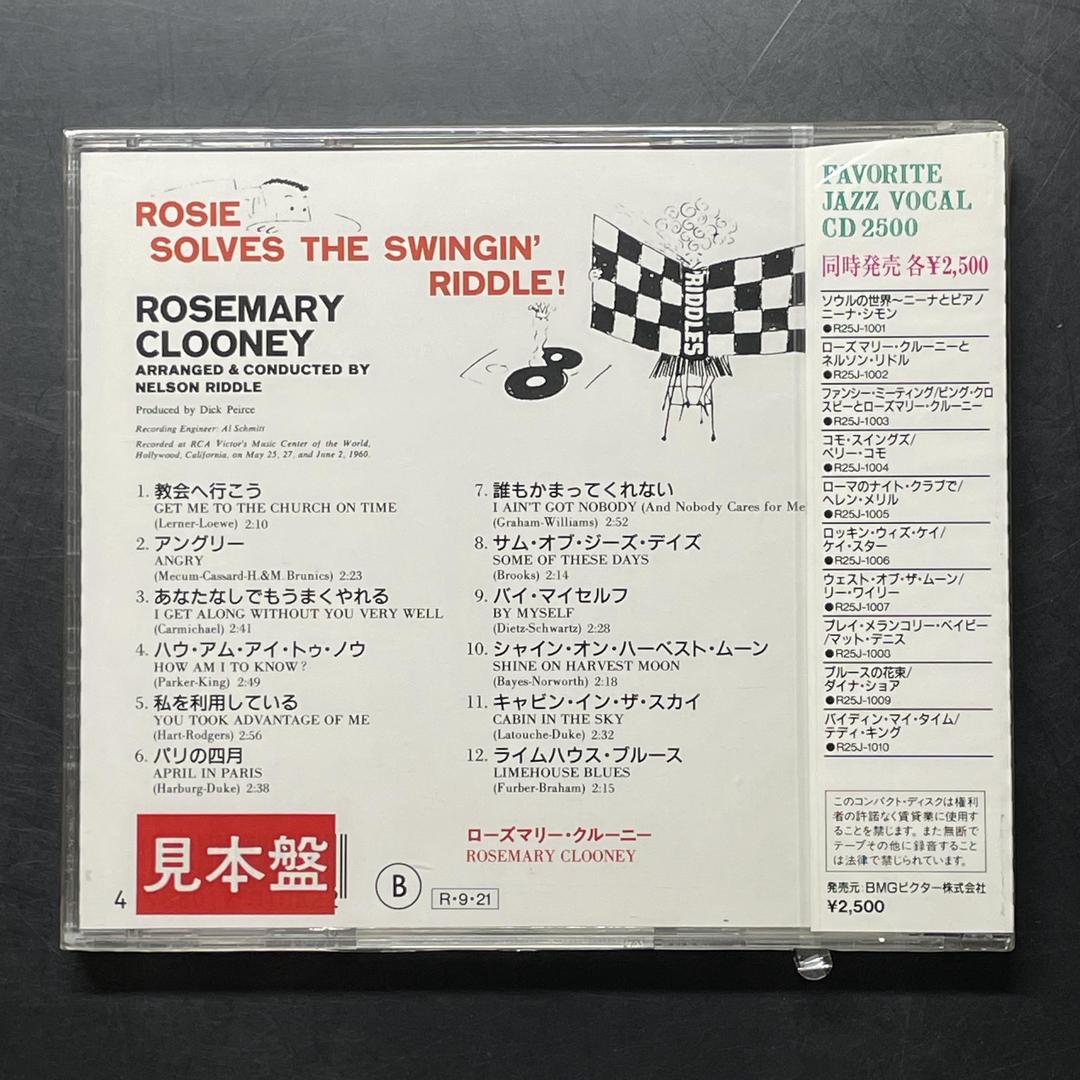 ROSIE
SOLVES THE SWINGIN'
RIDDLE!
ROSEMARY
CLOONEY
ARRANGED & CONDUCTED BY
NELSON RIDDLE
Produced by Dick Peirce
Recording Engineer: Al Schmitt
Recorded at RCA Victor's Music Center of the World,
Hollywood, California, on May 25, 27, and June 2, 1960.
RIDDLES
1. 教会へ行こう
GET ME TO THE CHURCH ON TIME
(Lerner-Loewe) 2:10
2. アングリー
ANGRY
(Mecum-Cassard-H.&M. Brunics) 2:23
3. あなたなしでもうまくやれる
I GET ALONG WITHOUT YOU VERY WELL
(Carmichael) 2:41
4. ハウ・アム・アイ・トゥ・ノウ
HOW AM I TO KNOW?
(Parker-King) 2:49
5. 私を利用している
YOU TOOK ADVANTAGE OF ME
(Hart-Rodgers) 2:56
6. パリの四月
APRIL IN PARIS
(Harburg-Duke) 2:38
7. 誰もかまってくれない
I AIN'T GOT NOBODY (And Nobody Cares for Me
(Graham-Williams) 2:52
8. サム・オブ・ジーズ・デイズ
SOME OF THESE DAYS
(Brooks) 2:14
9. バイ・マイセルフ
BY MYSELF
(Dietz-Schwartz) 2:28
10. シャイン・オン・ハーベスト・ムーン
SHINE ON HARVEST MOON
(Bayes-Norworth) 2:18
11. キャビン・イン・ザ・スカイ
CABIN IN THE SKY
(Latouche-Duke) 2:32
12. ライムハウス・ブルース
LIMEHOUSE BLUES
(Furber-Braham) 2:15
ローズマリー・クルーニー
ROSEMARY CLOONEY
4
見本盤
B
R・9・21
FAVORITE
JAZZ VOCAL
CD 2500
同時発売 各¥2,500
ソウルの世界〜ニーナとピアノ
ニーナ・シモン
●R25J-1001
ローズマリー・クルーニーと
ネルソン・リドル
●R25J-1002
ファンシー・ミーティング/ビング・クロ
スビーとローズマリー・クルーニー
●R25J-1003
コモ・スイングズ/
ペリー・コモ
●R25J-1004
ローマのナイト・クラブで/
ヘレン・メリル
●R25J-1005
ロッキン・ウィズ・ケイ/
ケイ・スター
●R25J-1006
ウェスト・オブ・ザ・ムーン/
リー・ワイリー
●R25J-1007
プレイ・メランコリー・ベイビー
/マット・デニス
●R25J-1008
ブルースの花束/
ダイナ・ショア
●R25J-1009
バイディン・マイ・タイム/
テディ・キング
●R25J-1010
このコンパクト・ディスクは権利
者の許諾なく賃貸業に使用す
ることを禁じます。また無断で
テープその他に録音すること
は法律で禁じられています。
発売元: BMGビクター株式会社
¥2,500